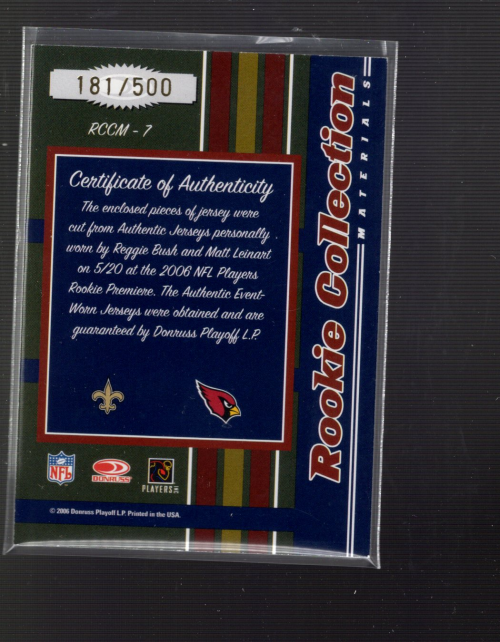 181/500
RCCM - 7
Certificate of Authenticity
The enclosed pieces of jersey were
cut from Authentic Jerseys personally
worn by Reggie Bush and Matt Leinart
on 5/20 at the 2006 NFL Players
Rookie Premiere. The Authentic Event-
Worn Jerseys were obtained and are
guaranteed by Donruss Playoff L.P.
NFL
DONRUSS
PLAYERS INC
© 2006 Donruss Playoff L.P. Printed in the USA.
Rookie Collection
MATERIALS